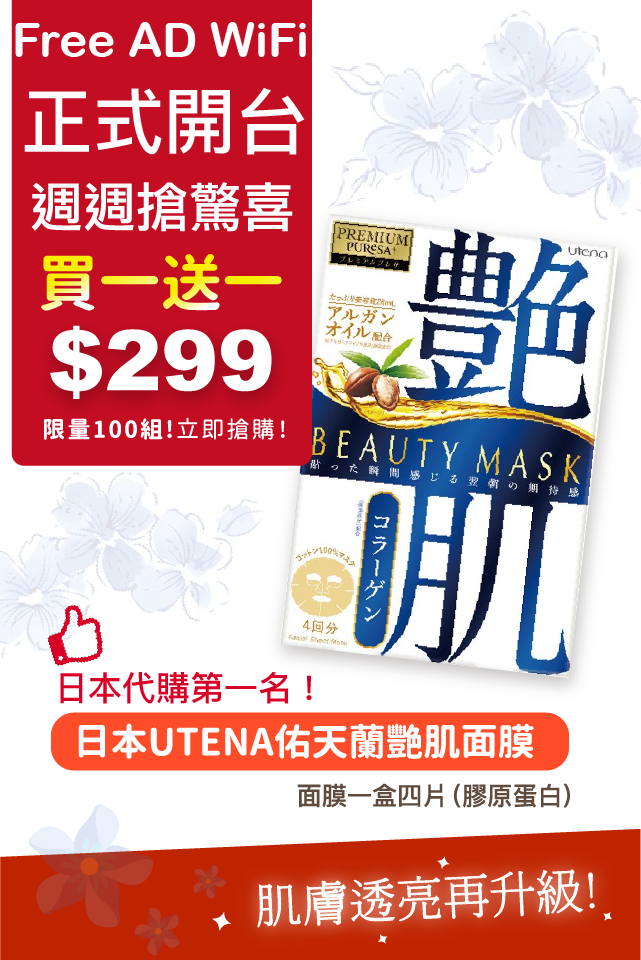 Free AD WiFi
正式開台
週週搶驚喜
買一送一
$299
限量100組!立即搶購!
PREMIUM
PURESA
プレミアムプレサ
utena
たっぷり美容液28mL
アルガン
オイル配合
艶
BEAUTY MASK
貼った瞬間感じる翌朝の期待感
肌
コラーゲン
コットン100%マスク
4回分
Facial Sheet Mask
日本代購第一名！
日本UTENA佑天蘭艷肌面膜
面膜一盒四片(膠原蛋白)
肌膚透亮再升級!